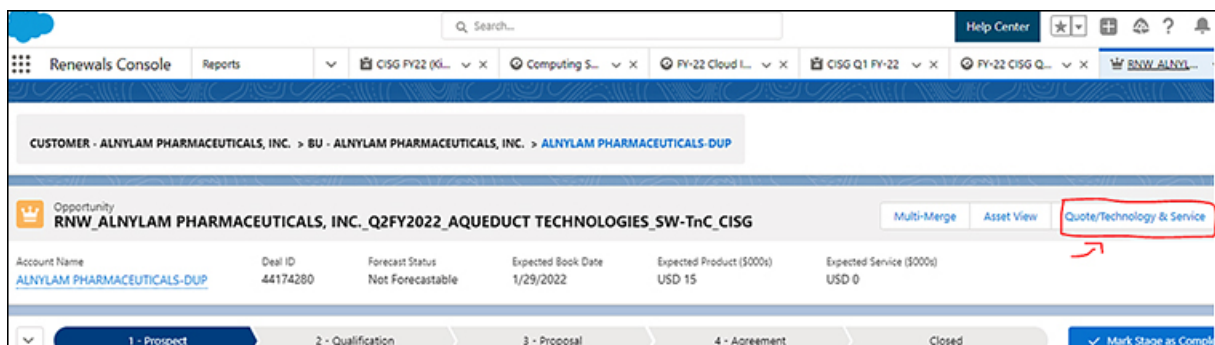 Search...
Help Center
Renewals Console Reports CISG FY22 (Ki... Computing S... FY-22 Cloud I... CISG Q1 FY-22 FY-22 CISG Q... RNW_ALNYL...
CUSTOMER - ALNYLAM PHARMACEUTICALS, INC. > BU - ALNYLAM PHARMACEUTICALS, INC. > ALNYLAM PHARMACEUTICALS-DUP
Opportunity
RNW_ALNYLAM PHARMACEUTICALS, INC._Q2FY2022_AQUEDUCT TECHNOLOGIES_SW-TnC_CISG
Multi-Merge Asset View Quote/Technology & Service
Account Name Deal ID Forecast Status Expected Book Date Expected Product ($000s) Expected Service ($000s)
ALNYLAM PHARMACEUTICALS-DUP 44174280 Not Forecastable 1/29/2022 USD 15 USD 0
1 - Prospect 2 - Qualification 3 - Proposal 4 - Agreement Closed Mark Stage as Comple